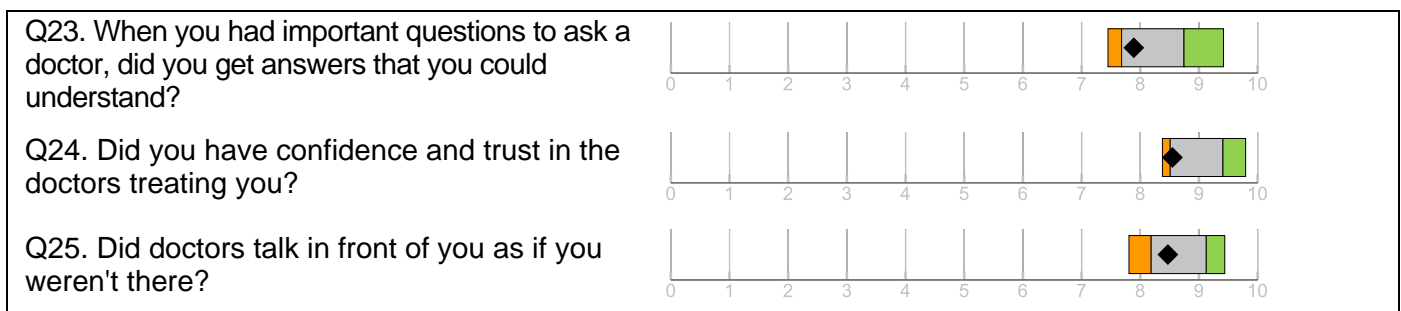 Q23. When you had important questions to ask a
doctor, did you get answers that you could
understand?
0 1 2 3 4 5 6 7 8 9 10
Q24. Did you have confidence and trust in the
doctors treating you?
0 1 2 3 4 5 6 7 8 9 10
Q25. Did doctors talk in front of you as if you
weren't there?
0 1 2 3 4 5 6 7 8 9 10